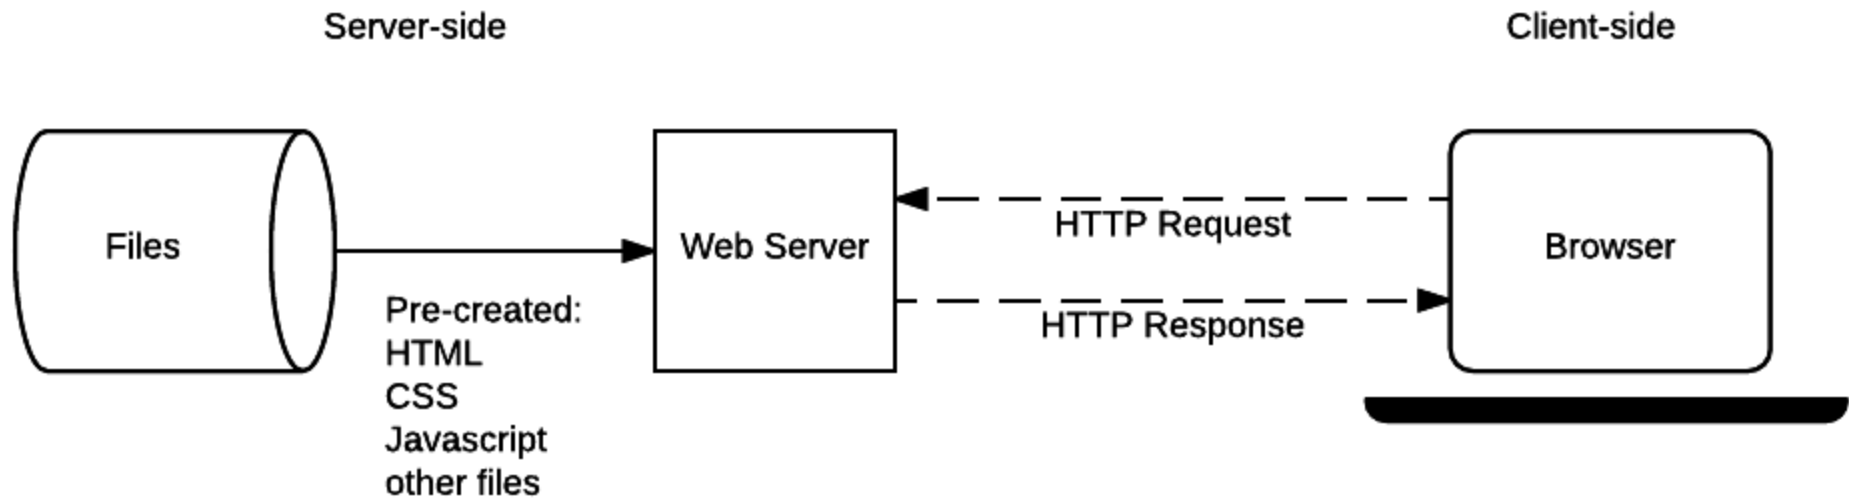 Server-side
Client-side
Files
Web Server
HTTP Request
HTTP Response
Browser
Pre-created:
HTML
CSS
Javascript
other files